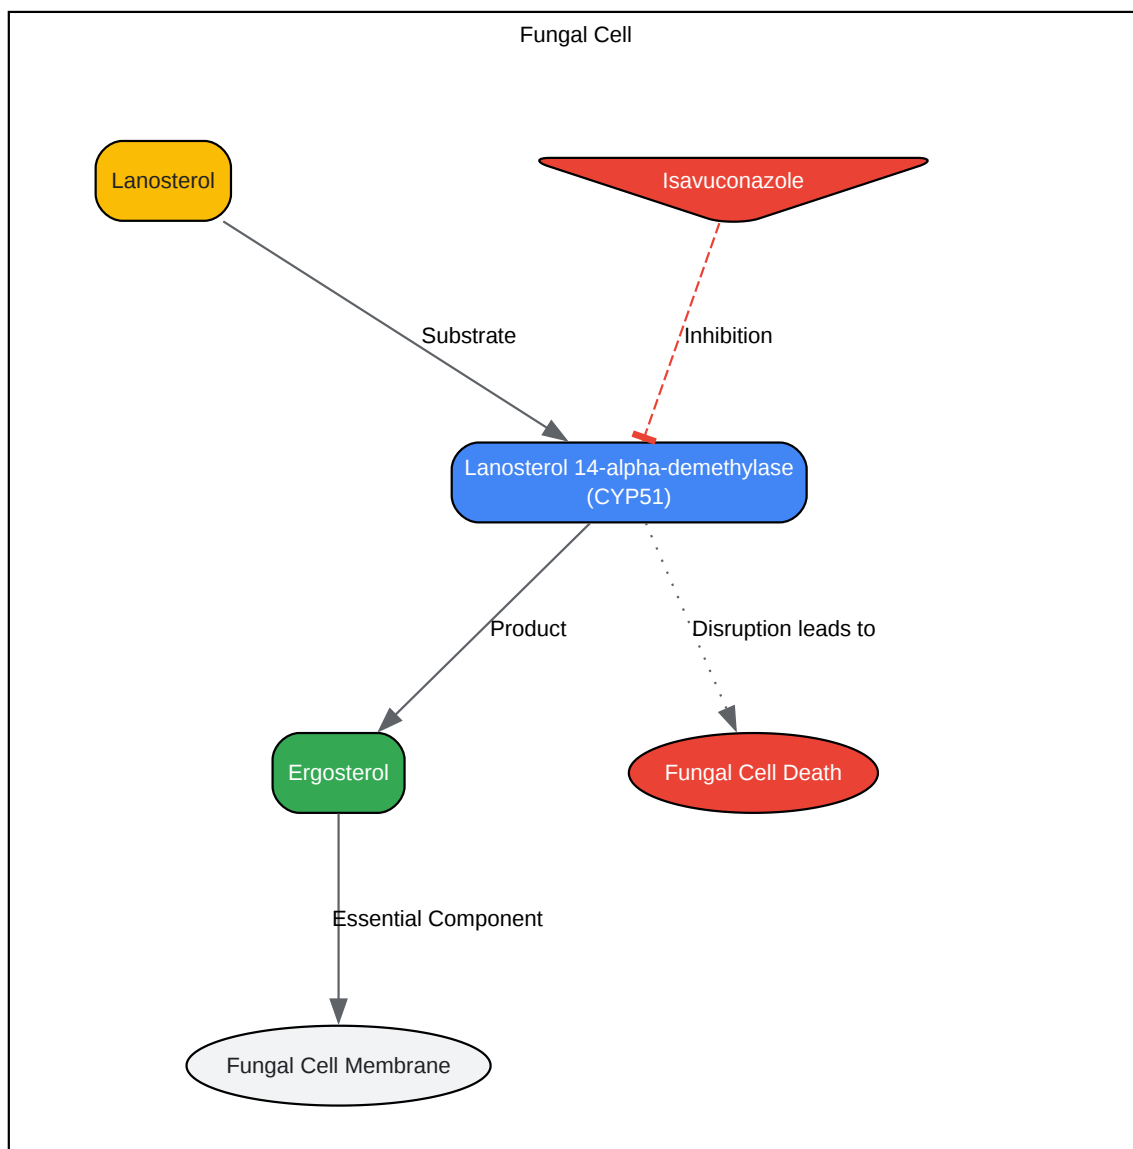 Fungal Cell
Lanosterol
Isavuconazole
Substrate
Inhibition
Lanosterol 14-alpha-demethylase
(CYP51)
Product
Disruption leads to
Ergosterol
Fungal Cell Death
Essential Component
Fungal Cell Membrane